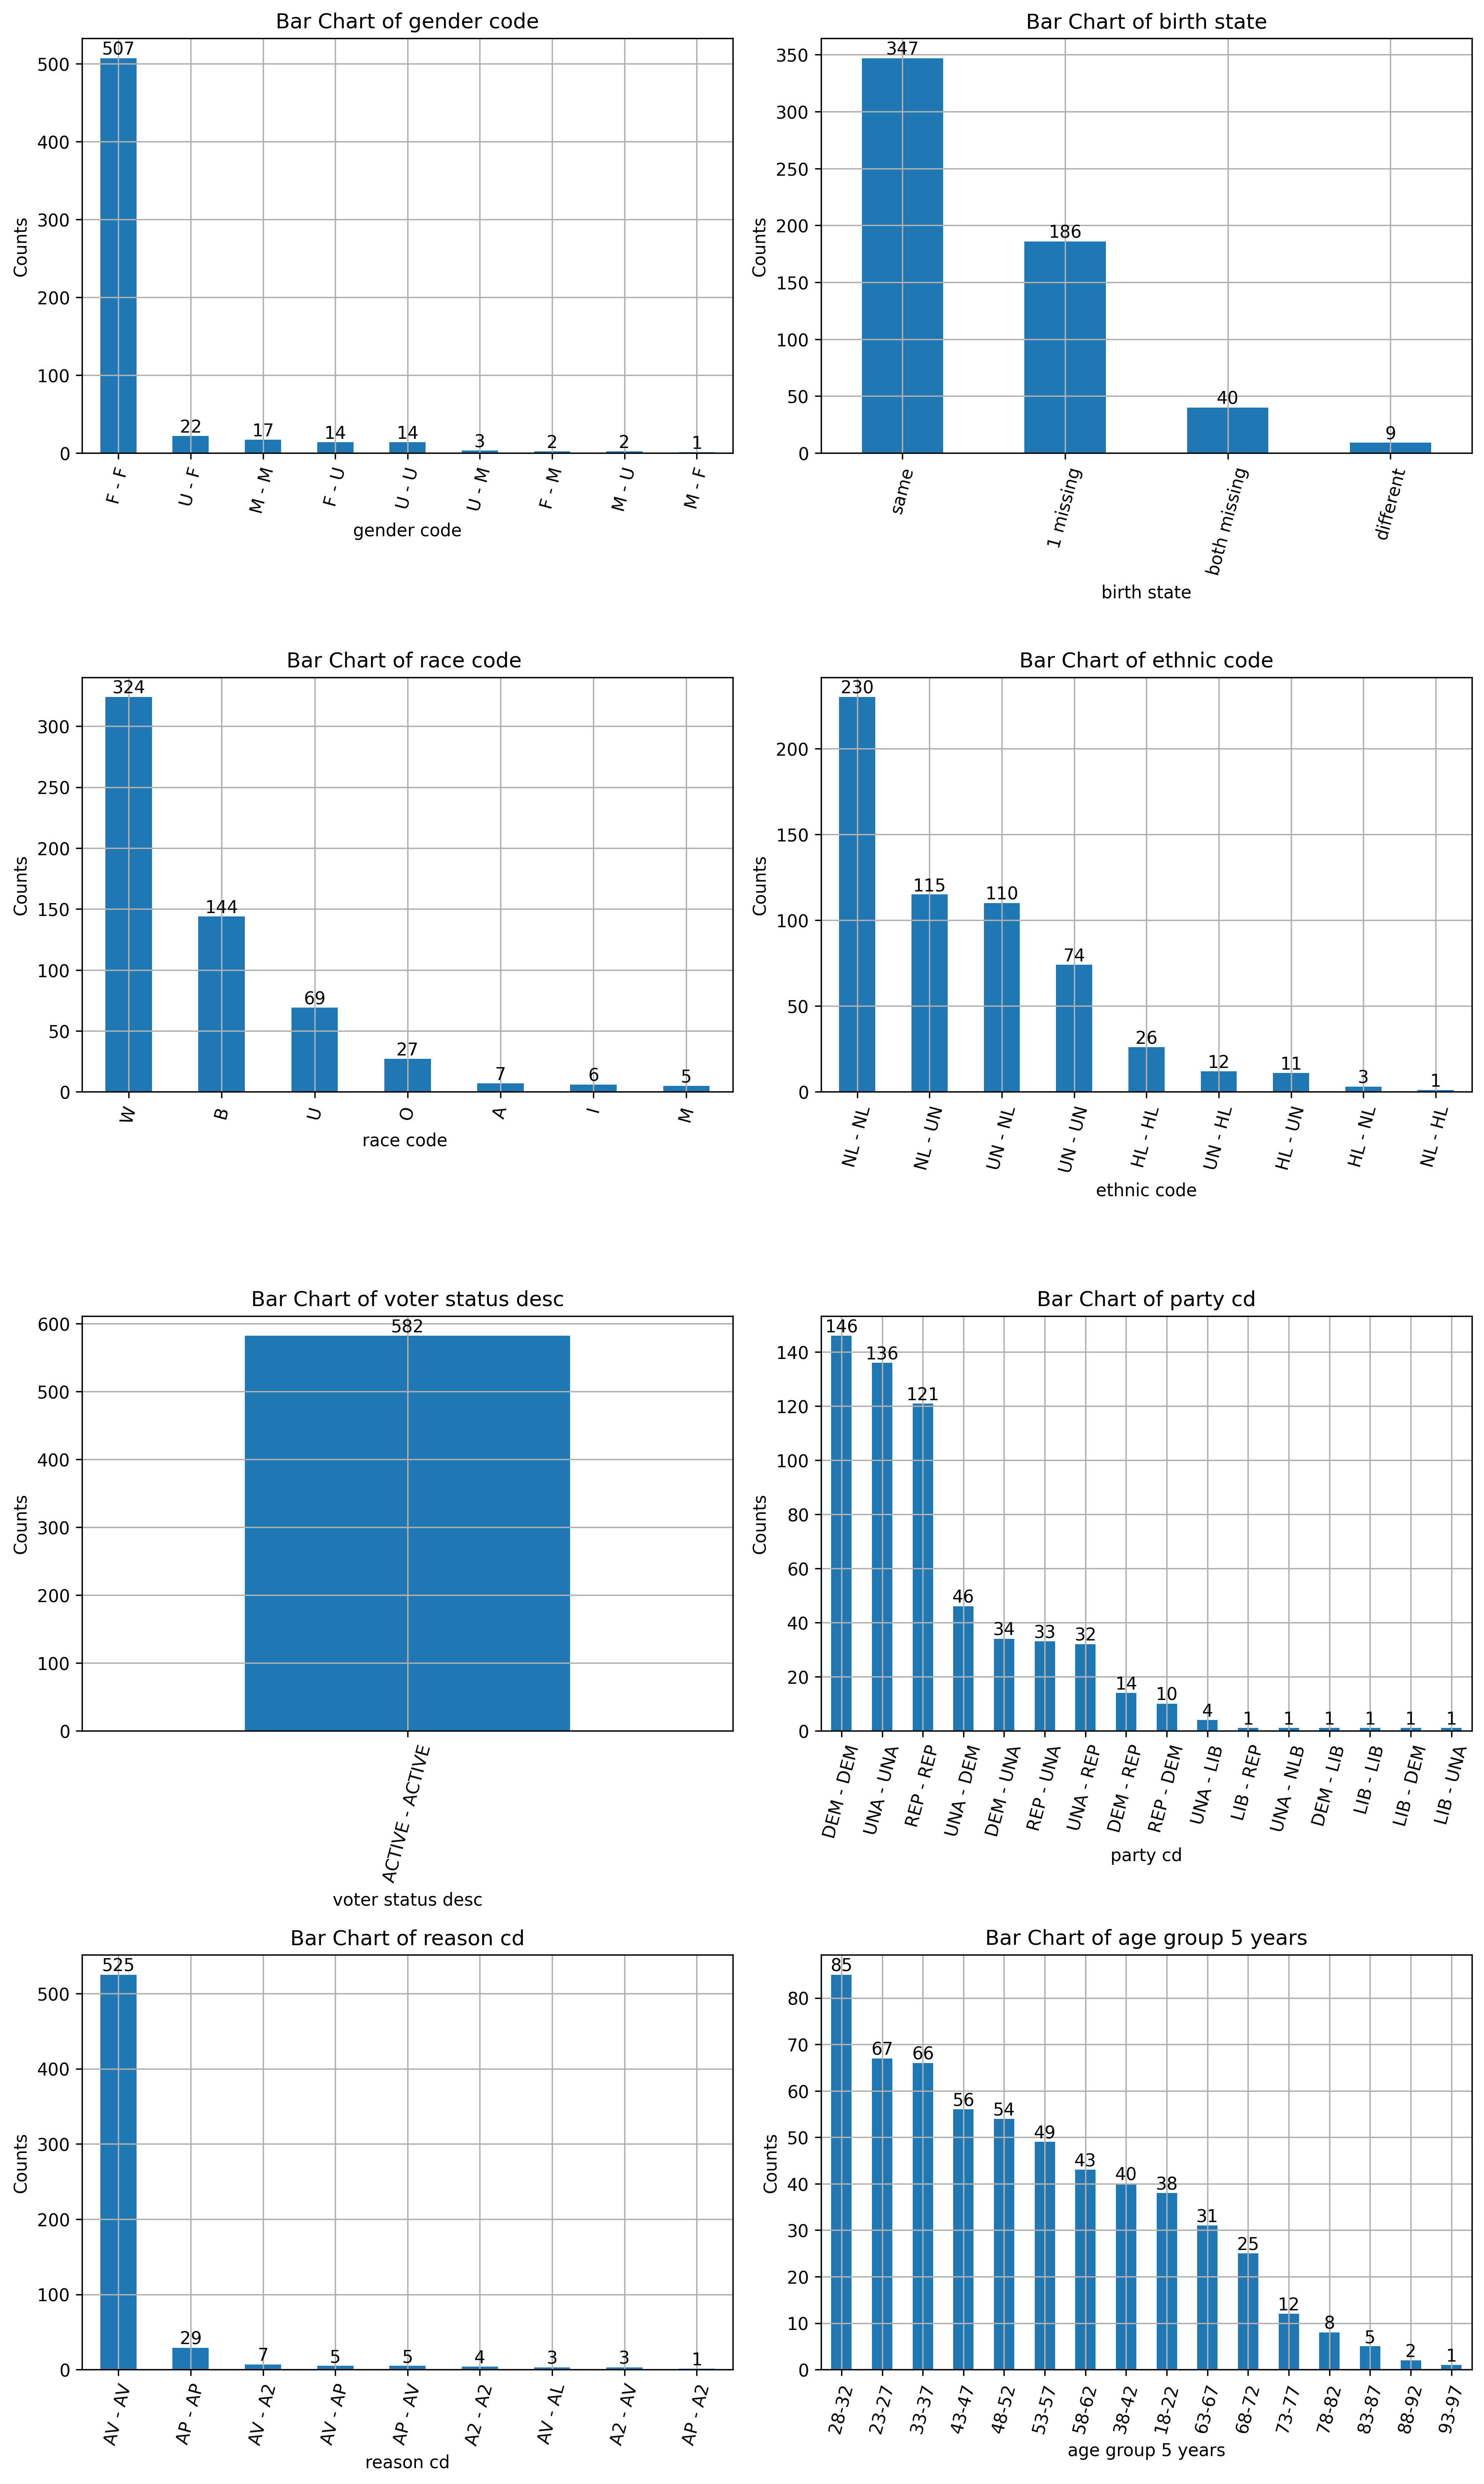 Bar Chart of gender code
507
500
400
300
200
100
0
22
17
14
14
3
2
2
1
Counts
F - F
U - F
M - M
F - U
U - U
U - M
F - M
M - U
M - F
gender code
Bar Chart of birth state
347
350
300
250
200
150
100
50
0
186
40
9
Counts
same
1 missing
both missing
different
birth state
Bar Chart of race code
324
300
250
200
150
100
50
0
144
69
27
7
6
5
Counts
W
B
U
O
A
I
M
race code
Bar Chart of ethnic code
230
200
150
100
50
0
115
110
74
26
12
11
3
1
Counts
NL - NL
NL - UN
UN - NL
UN - UN
HL - HL
UN - HL
HL - UN
HL - NL
NL - HL
ethnic code
Bar Chart of voter status desc
582
600
500
400
300
200
100
0
Counts
ACTIVE - ACTIVE
voter status desc
Bar Chart of party cd
146
136
121
140
120
100
80
60
40
20
0
46
34
33
32
14
10
4
1
1
1
1
1
1
Counts
DEM - DEM
UNA - UNA
REP - REP
UNA - DEM
DEM - UNA
REP - UNA
UNA - REP
DEM - REP
REP - DEM
UNA - LIB
LIB - REP
UNA - NLB
DEM - LIB
LIB - LIB
LIB - DEM
LIB - UNA
party cd
Bar Chart of reason cd
525
500
400
300
200
100
0
29
7
5
5
4
3
3
1
Counts
AV - AV
AP - AP
AV - A2
AV - AP
AP - AV
A2 - A2
AV - AL
A2 - AV
AP - A2
reason cd
Bar Chart of age group 5 years
85
80
70
60
50
40
30
20
10
0
67
66
56
54
49
43
40
38
31
25
12
8
5
2
1
Counts
28-32
23-27
33-37
43-47
48-52
53-57
58-62
38-42
18-22
63-67
68-72
73-77
78-82
83-87
88-92
93-97
age group 5 years